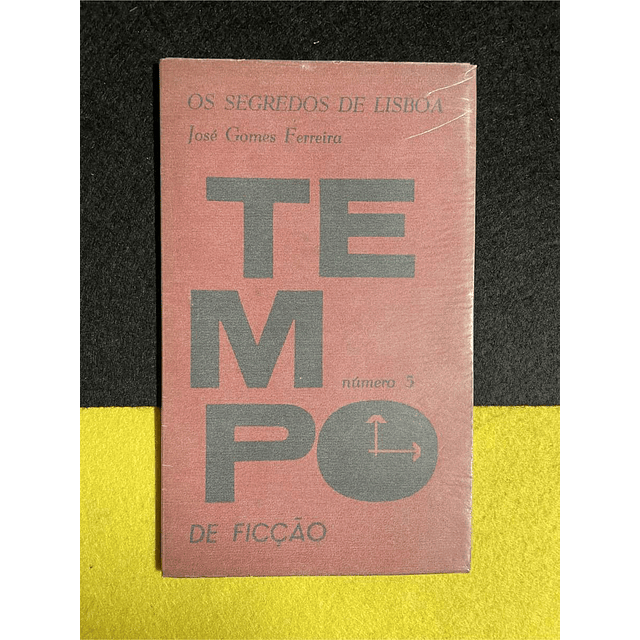 OS SEGREDOS DE LISBOA
José Gomes Ferreira
TE
M
número 5
PO
DE FICÇÃO